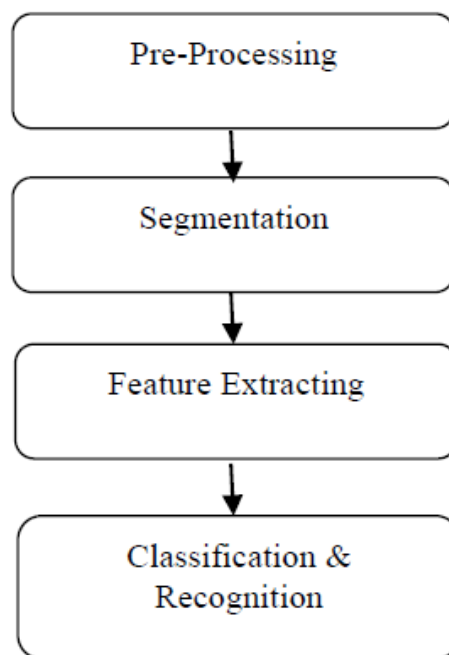 Pre-Processing
Segmentation
Feature Extracting
Classification &
Recognition